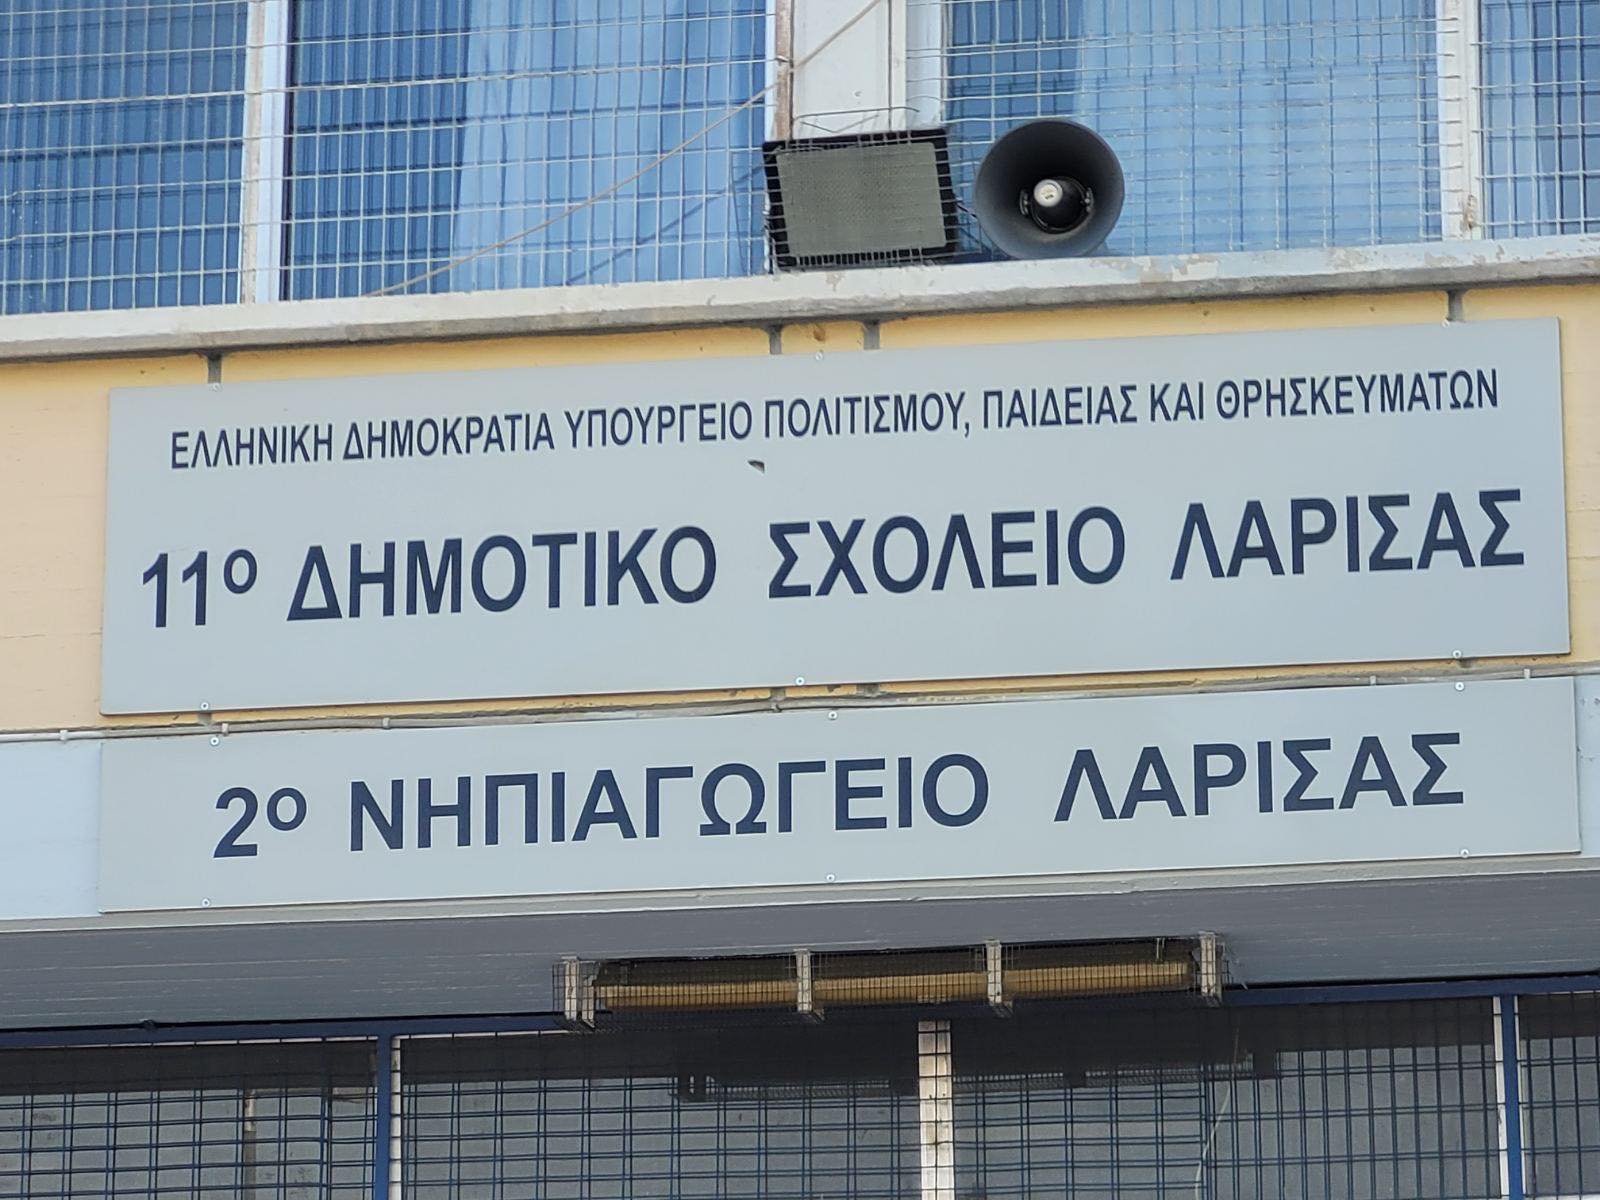 ΕΛΛΗΝΙΚΗ ΔΗΜΟΚΡΑΤΙΑ ΥΠΟΥΡΓΕΙΟ ΠΟΛΙΤΙΣΜΟΥ, ΠΑΙΔΕΙΑΣ ΚΑΙ ΘΡΗΣΚΕΥΜΑΤΩΝ
11ο ΔΗΜΟΤΙΚΟ ΣΧΟΛΕΙΟ ΛΑΡΙΣΑΣ
2ο ΝΗΠΙΑΓΩΓΕΙΟ ΛΑΡΙΣΑΣ